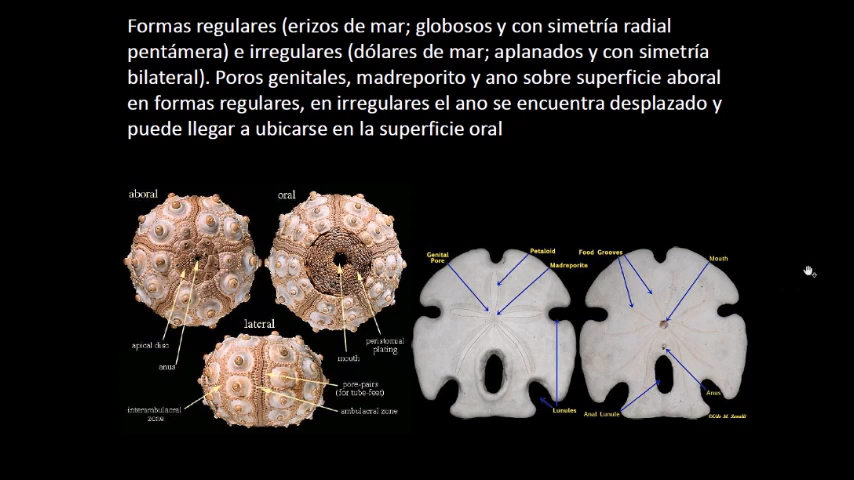 Formas regulares (erizos de mar; globosos y con simetría radial
pentámera) e irregulares (dólares de mar; aplanados y con simetría
bilateral). Poros genitales, madreporito y ano sobre superficie aboral
en formas regulares, en irregulares el ano se encuentra desplazado y
puede llegar a ubicarse en la superficie oral
aboral
oral
apical disc
anus
mouth
peristomial
plating
lateral
interambulacral
zone
pore-pairs
(for tube-feet)
ambulacral zone
Genital
Pore
Petaloid
Madreporite
Lunules
Food Grooves
Mouth
Anus
Anal Lunule